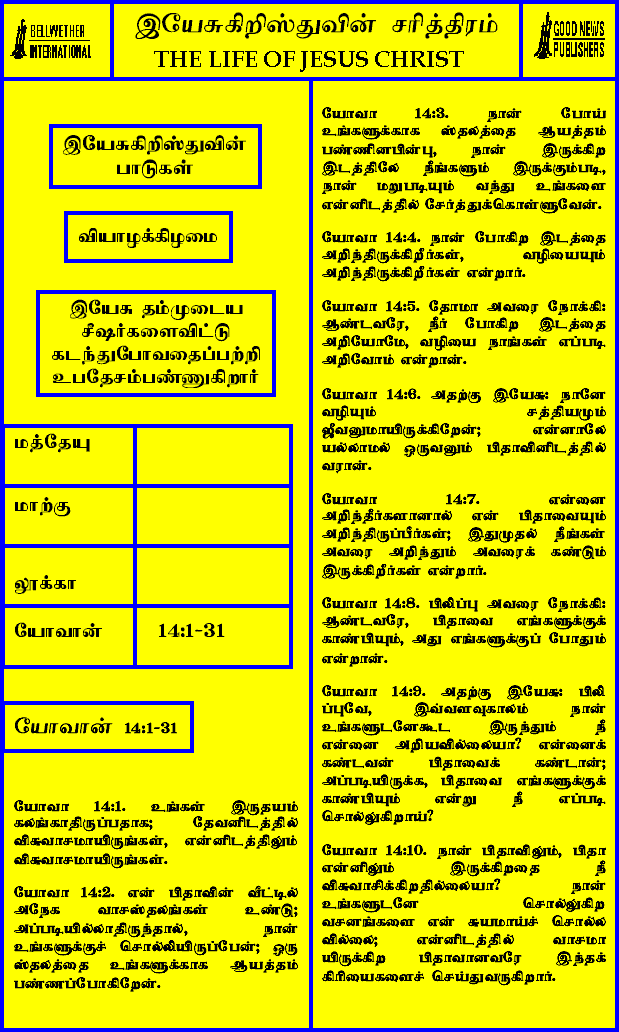 BELLWETHER
INTERNATIONAL
இயேசுகிறிஸ்துவின் சரித்திரம்
THE LIFE OF JESUS CHRIST
GOOD NEWS
PUBLISHERS
இயேசுகிறிஸ்துவின்
பாடுகள்
வியாழக்கிழமை
இயேசு தம்முடைய
சீஷர்களைவிட்டு
கடந்துபோவதைப்பற்றி
உபதேசம்பண்ணுகிறார்
மத்தேயு
மாற்கு
லூக்கா
யோவான் 14:1-31
யோவான் 14:1-31
யோவா 14:1. உங்கள் இருதயம்
கலங்காதிருப்பதாக; தேவனிடத்தில்
விசுவாசமாயிருங்கள், என்னிடத்திலும்
விசுவாசமாயிருங்கள்.
யோவா 14:2. என் பிதாவின் வீட்டில்
அநேக வாசஸ்தலங்கள் உண்டு;
அப்படியில்லாதிருந்தால், நான்
உங்களுக்குச் சொல்லியிருப்பேன்; ஒரு
ஸ்தலத்தை உங்களுக்காக ஆயத்தம்
பண்ணப்போகிறேன்.
யோவா 14:3. நான் போய்
உங்களுக்காக ஸ்தலத்தை ஆயத்தம்
பண்ணினபின்பு, நான் இருக்கிற
இடத்திலே நீங்களும் இருக்கும்படி,
நான் மறுபடியும் வந்து உங்களை
என்னிடத்தில் சேர்த்துக்கொள்ளுவேன்.
யோவா 14:4. நான் போகிற இடத்தை
அறிந்திருக்கிறீர்கள், வழியையும்
அறிந்திருக்கிறீர்கள் என்றார்.
யோவா 14:5. தோமா அவரை நோக்கி:
ஆண்டவரே, நீர் போகிற இடத்தை
அறியோமே, வழியை நாங்கள் எப்படி
அறிவோம் என்றான்.
யோவா 14:6. அதற்கு இயேசு: நானே
வழியும் சத்தியமும்
ஜீவனுமாயிருக்கிறேன்; என்னாலே
யல்லாமல் ஒருவனும் பிதாவினிடத்தில்
வரான்.
யோவா 14:7. என்னை
அறிந்தீர்களானால் என் பிதாவையும்
அறிந்திருப்பீர்கள்; இதுமுதல் நீங்கள்
அவரை அறிந்தும் அவரைக் கண்டும்
இருக்கிறீர்கள் என்றார்.
யோவா 14:8. பிலிப்பு அவரை நோக்கி:
ஆண்டவரே, பிதாவை எங்களுக்குக்
காண்பியும், அது எங்களுக்குப் போதும்
என்றான்.
யோவா 14:9. அதற்கு இயேசு: பிலி
ப்புவே, இவ்வளவுகாலம் நான்
உங்களுடனேகூட இருந்தும் நீ
என்னை அறியவில்லையா? என்னைக்
கண்டவன் பிதாவைக் கண்டான்;
அப்படியிருக்க, பிதாவை எங்களுக்குக்
காண்பியும் என்று நீ எப்படி
சொல்லுகிறாய்?
யோவா 14:10. நான் பிதாவிலும், பிதா
என்னிலும் இருக்கிறதை நீ
விசுவாசிக்கிறதில்லையா? நான்
உங்களுடனே சொல்லுகிற
வசனங்களை என் சுயமாய்ச் சொல்ல
வில்லை; என்னிடத்தில் வாசமா
யிருக்கிற பிதாவானவரே இந்தக்
கிரியைகளைச் செய்துவருகிறார்.